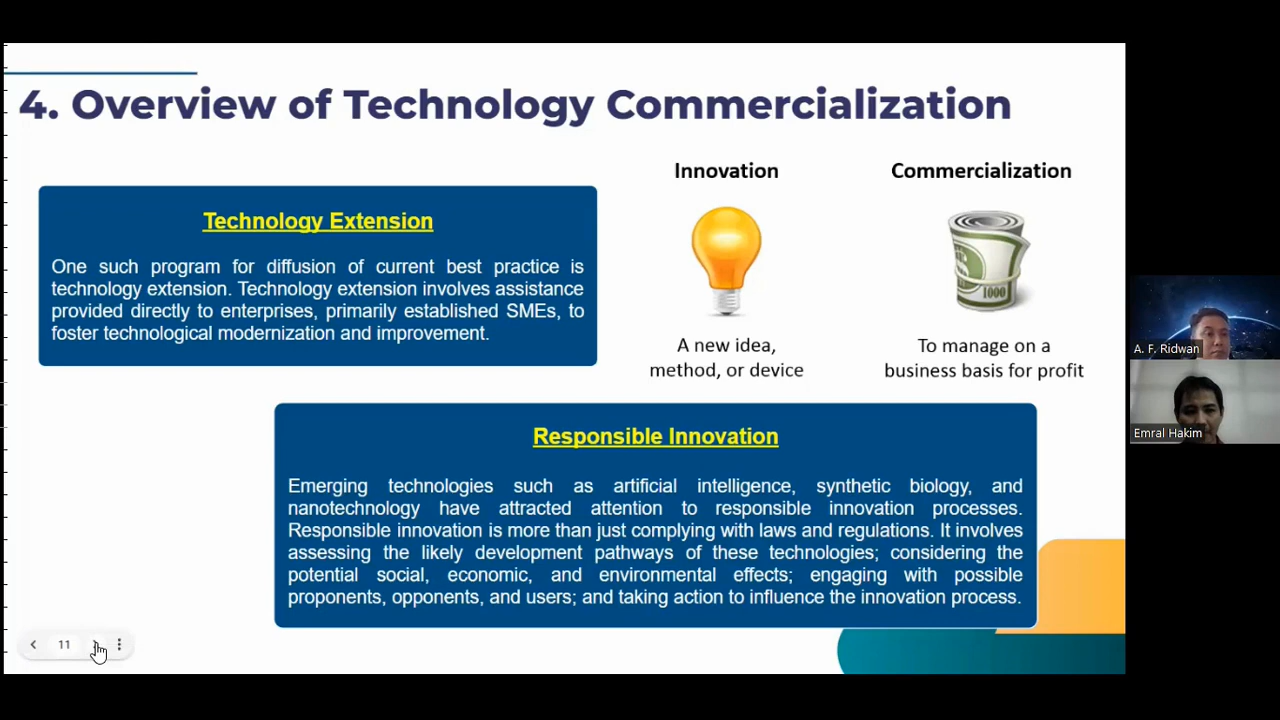 4. Overview of Technology Commercialization
Technology Extension
One such program for diffusion of current best practice is
technology extension. Technology extension involves assistance
provided directly to enterprises, primarily established SMEs, to
foster technological modernization and improvement.
Innovation
A new idea,
method, or device
Commercialization
1000
To manage on a
business basis for profit
Responsible Innovation
Emerging technologies such as artificial intelligence, synthetic biology, and
nanotechnology have attracted attention to responsible innovation processes.
Responsible innovation is more than just complying with laws and regulations. It involves
assessing the likely development pathways of these technologies; considering the
potential social, economic, and environmental effects; engaging with possible
proponents, opponents, and users; and taking action to influence the innovation process.
11
A. F. Ridwan
Emral Hakim